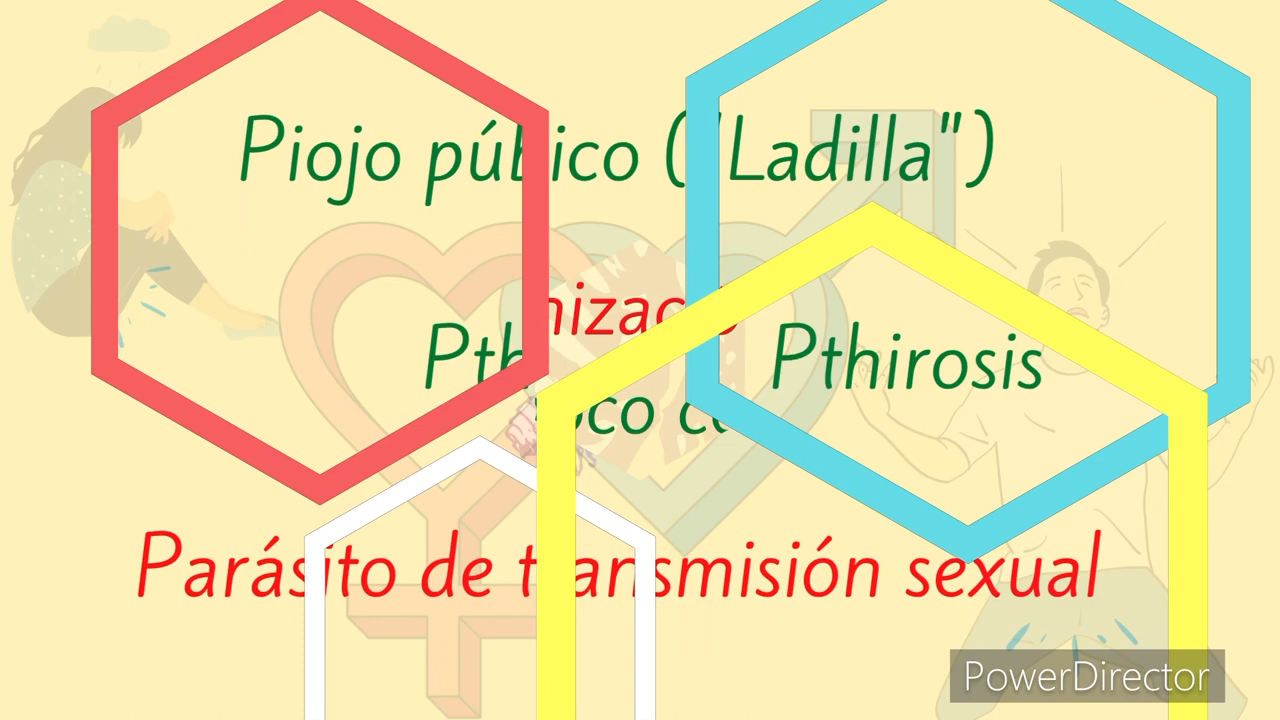 Piojo púbico ("Ladilla")
Pthirosis
Parásito de transmisión sexual
PowerDirector